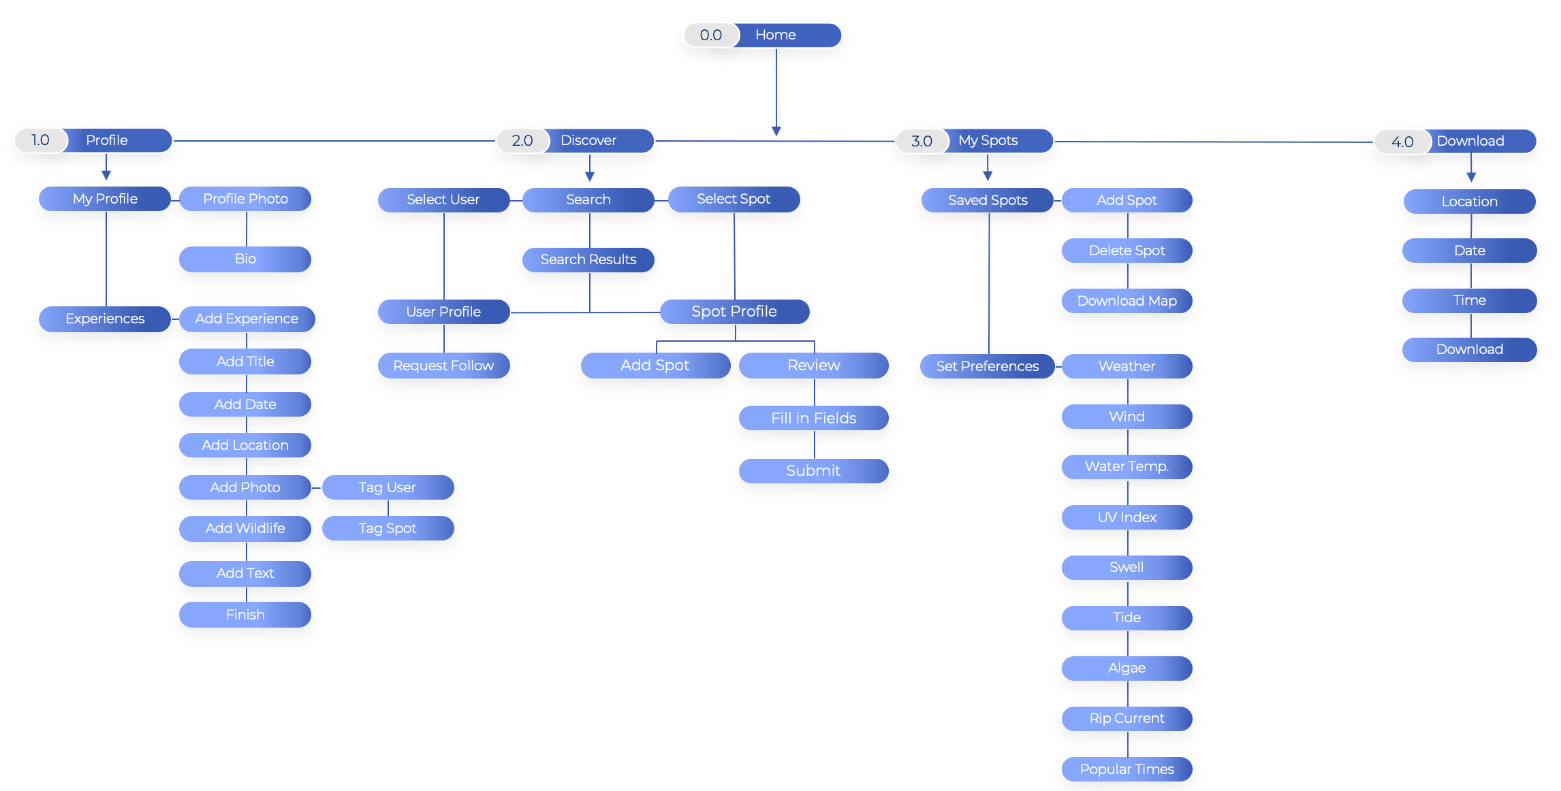 0.0 Home
1.0 Profile
2.0 Discover
3.0 My Spots
4.0 Download
My Profile
Profile Photo
Bio
Experiences
Add Experience
Add Title
Add Date
Add Location
Add Photo
Tag User
Tag Spot
Add Wildlife
Add Text
Finish
Select User
Search
Select Spot
Search Results
User Profile
Spot Profile
Request Follow
Add Spot
Review
Fill in Fields
Submit
Saved Spots
Add Spot
Delete Spot
Download Map
Set Preferences
Weather
Wind
Water Temp.
UV Index
Swell
Tide
Algae
Rip Current
Popular Times
Location
Date
Time
Download